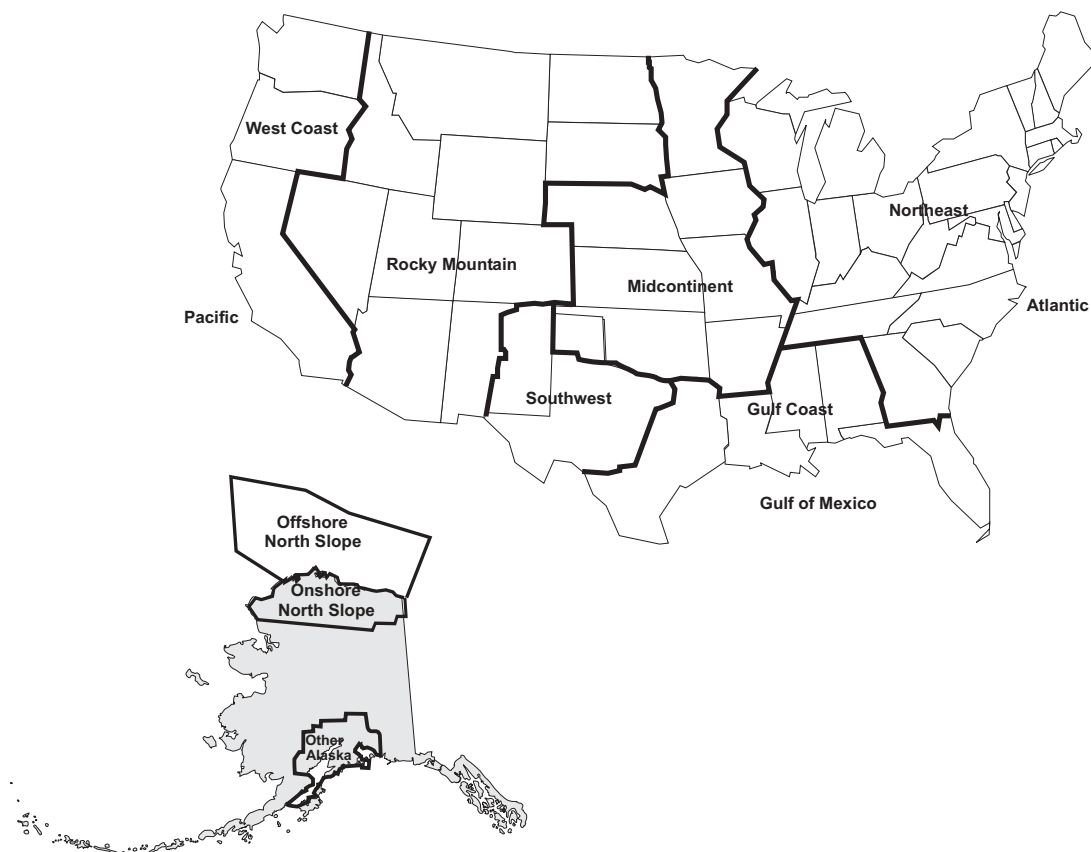 West Coast
Northeast
Rocky Mountain
Midcontinent
Pacific
Atlantic
Southwest
Gulf Coast
Gulf of Mexico
Offshore
North Slope
Onshore
North Slope
Other
Alaska